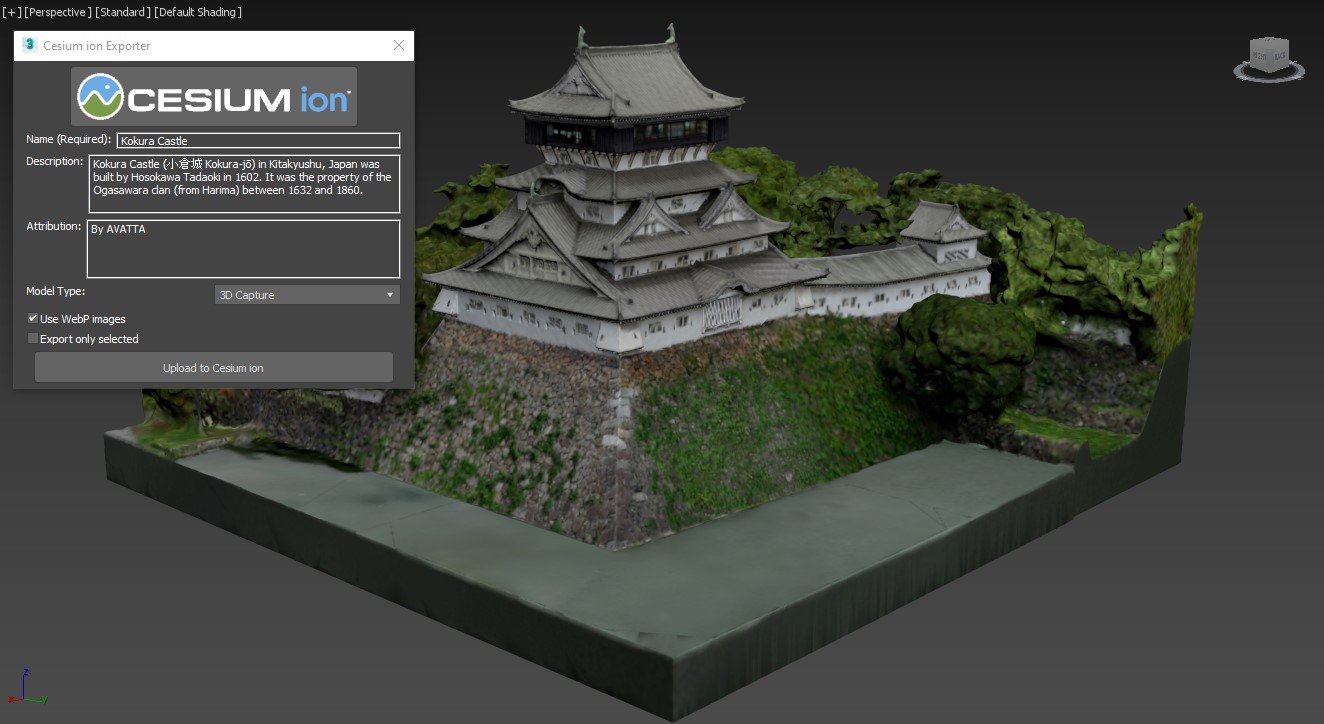 [+] [Perspective] [Standard] [Default Shading]
3 Cesium ion Exporter
CESIUM ion™
Name (Required): Kokura Castle
Description: Kokura Castle (小倉城 Kokura-jō) in Kitakyushu, Japan was
built by Hosokawa Tadaoki in 1602. It was the property of the
Ogasawara clan (from Harima) between 1632 and 1860.
Attribution: By AVATTA
Model Type: 3D Capture
Use WebP images
Export only selected
Upload to Cesium ion
z
x y